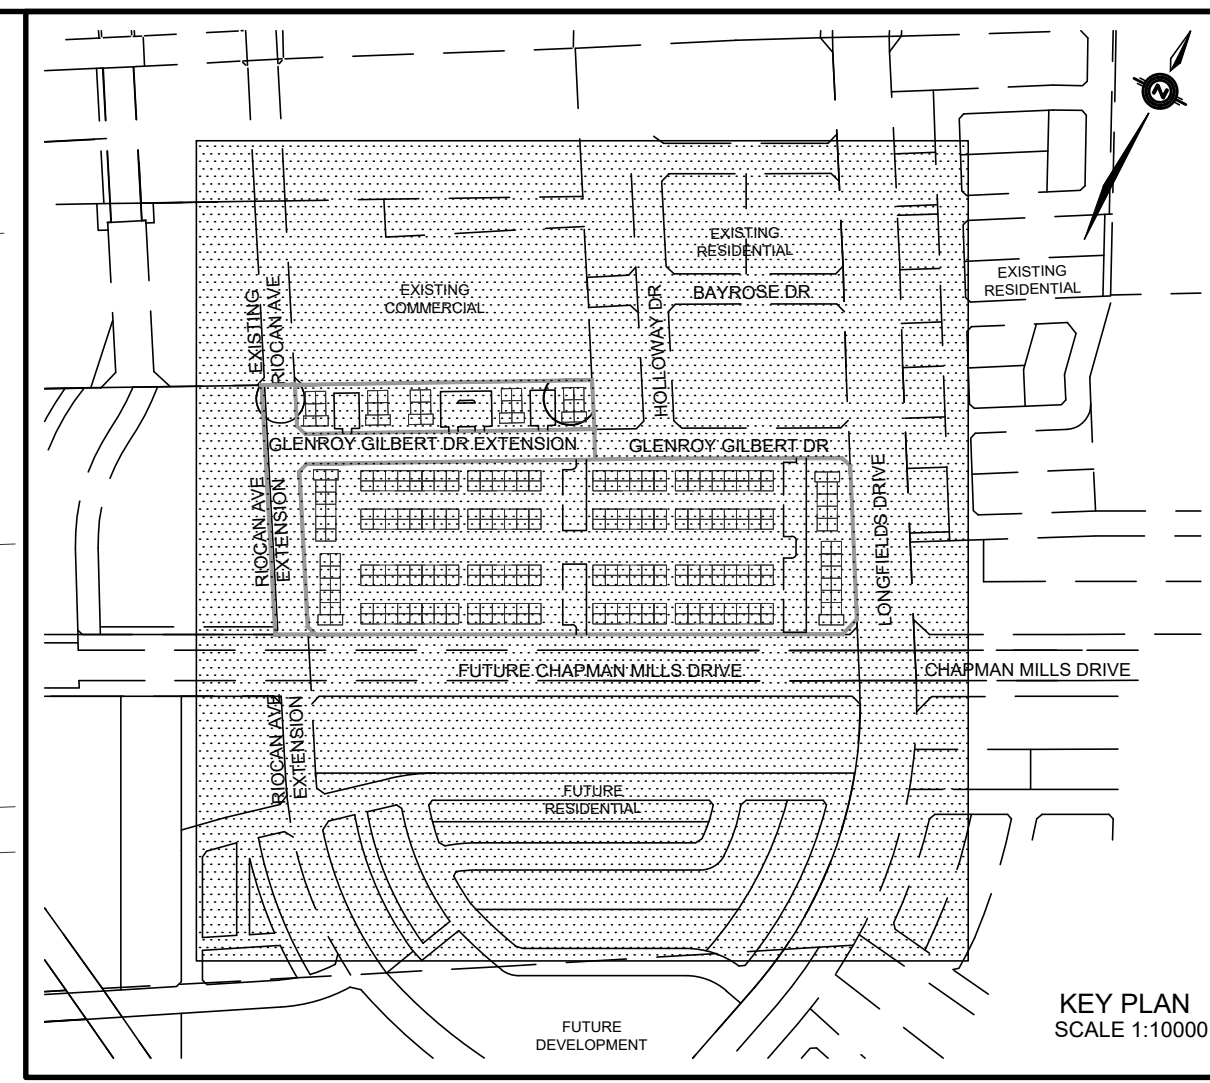 N
EXISTING
RESIDENTIAL
EXISTING
RESIDENTIAL
EXISTING
COMMERCIAL
BAYROSE DR
EXISTING
RIOCAN AVE
HOLLOWAY DR
GLENROY GILBERT DR EXTENSION
GLENROY GILBERT DR
RIOCAN AVE
EXTENSION
LONGFIELDS DRIVE
FUTURE CHAPMAN MILLS DRIVE
CHAPMAN MILLS DRIVE
RIOCAN AVE
EXTENSION
FUTURE
RESIDENTIAL
FUTURE
DEVELOPMENT
KEY PLAN
SCALE 1:10000